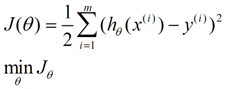 J(θ) = 1/2 ∑_{i=1}^{m} (h_θ(x^{(i)}) − y^{(i)})²
min_θ J_θ